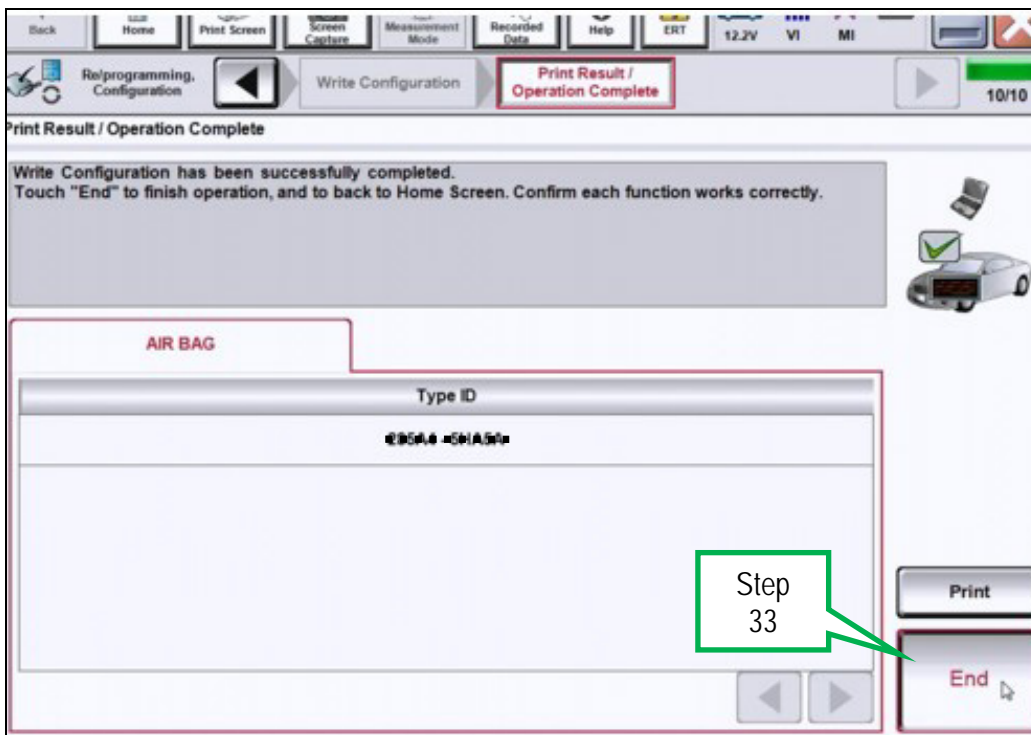 Back
Home
Print Screen
Screen
Capture
Measurement
Mode
Recorded
Data
Help
ERT
12.2V
VI
MI
Re/programming,
Configuration
Write Configuration
Print Result /
Operation Complete
10/10
Print Result / Operation Complete
Write Configuration has been successfully completed.
Touch "End" to finish operation, and to back to Home Screen. Confirm each function works correctly.
AIR BAG
Type ID
Step
33
Print
End